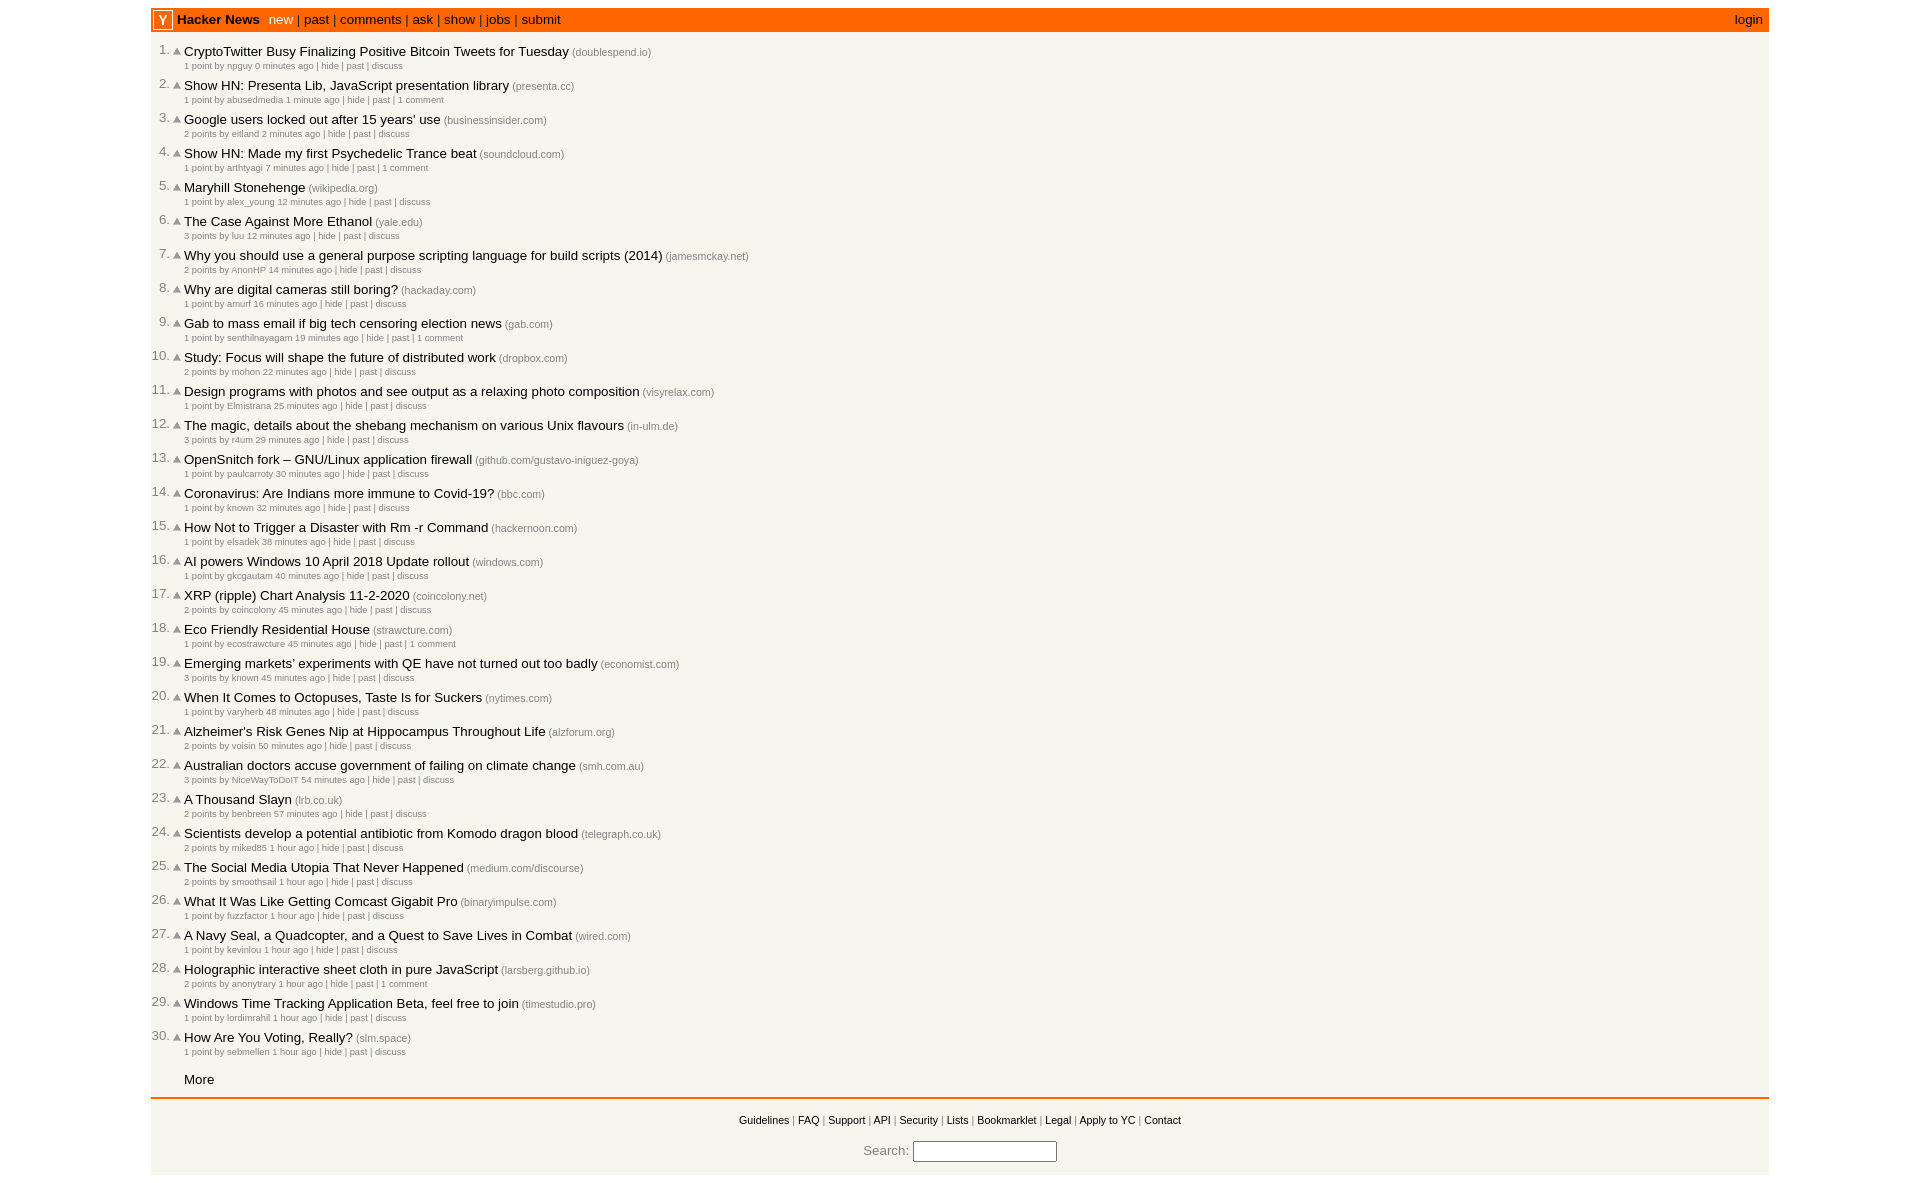 Y Hacker News new | past | comments | ask | show | jobs | submit login
1. CryptoTwitter Busy Finalizing Positive Bitcoin Tweets for Tuesday (doublespend.io)
1 point by npguy 0 minutes ago | hide | past | discuss
2. Show HN: Presenta Lib, JavaScript presentation library (presenta.cc)
1 point by abusedmedia 1 minute ago | hide | past | 1 comment
3. Google users locked out after 15 years' use (businessinsider.com)
2 points by eitland 2 minutes ago | hide | past | discuss
4. Show HN: Made my first Psychedelic Trance beat (soundcloud.com)
1 point by arthtyagi 7 minutes ago | hide | past | 1 comment
5. Maryhill Stonehenge (wikipedia.org)
1 point by alex_young 12 minutes ago | hide | past | discuss
6. The Case Against More Ethanol (yale.edu)
3 points by luu 12 minutes ago | hide | past | discuss
7. Why you should use a general purpose scripting language for build scripts (2014) (jamesmckay.net)
2 points by AnonHP 14 minutes ago | hide | past | discuss
8. Why are digital cameras still boring? (hackaday.com)
1 point by amurf 16 minutes ago | hide | past | discuss
9. Gab to mass email if big tech censoring election news (gab.com)
1 point by senthilnayagam 19 minutes ago | hide | past | 1 comment
10. Study: Focus will shape the future of distributed work (dropbox.com)
2 points by mohon 22 minutes ago | hide | past | discuss
11. Design programs with photos and see output as a relaxing photo composition (visyrelax.com)
1 point by Elmistrana 25 minutes ago | hide | past | discuss
12. The magic, details about the shebang mechanism on various Unix flavours (in-ulm.de)
3 points by r4um 29 minutes ago | hide | past | discuss
13. OpenSnitch fork – GNU/Linux application firewall (github.com/gustavo-iniguez-goya)
1 point by paulcarroty 30 minutes ago | hide | past | discuss
14. Coronavirus: Are Indians more immune to Covid-19? (bbc.com)
1 point by known 32 minutes ago | hide | past | discuss
15. How Not to Trigger a Disaster with Rm -r Command (hackernoon.com)
1 point by elsadek 38 minutes ago | hide | past | discuss
16. AI powers Windows 10 April 2018 Update rollout (windows.com)
1 point by gkcgautam 40 minutes ago | hide | past | discuss
17. XRP (ripple) Chart Analysis 11-2-2020 (coincolony.net)
2 points by coincolony 45 minutes ago | hide | past | discuss
18. Eco Friendly Residential House (strawcture.com)
1 point by ecostrawcture 45 minutes ago | hide | past | 1 comment
19. Emerging markets' experiments with QE have not turned out too badly (economist.com)
3 points by known 45 minutes ago | hide | past | discuss
20. When It Comes to Octopuses, Taste Is for Suckers (nytimes.com)
1 point by varyherb 48 minutes ago | hide | past | discuss
21. Alzheimer's Risk Genes Nip at Hippocampus Throughout Life (alzforum.org)
2 points by voisin 50 minutes ago | hide | past | discuss
22. Australian doctors accuse government of failing on climate change (smh.com.au)
3 points by NiceWayToDoIT 54 minutes ago | hide | past | discuss
23. A Thousand Slayn (lrb.co.uk)
2 points by benbreen 57 minutes ago | hide | past | discuss
24. Scientists develop a potential antibiotic from Komodo dragon blood (telegraph.co.uk)
2 points by miked85 1 hour ago | hide | past | discuss
25. The Social Media Utopia That Never Happened (medium.com/discourse)
2 points by smoothsail 1 hour ago | hide | past | discuss
26. What It Was Like Getting Comcast Gigabit Pro (binaryimpulse.com)
1 point by fuzzfactor 1 hour ago | hide | past | discuss
27. A Navy Seal, a Quadcopter, and a Quest to Save Lives in Combat (wired.com)
1 point by kevinlou 1 hour ago | hide | past | discuss
28. Holographic interactive sheet cloth in pure JavaScript (larsberg.github.io)
2 points by anonytrary 1 hour ago | hide | past | 1 comment
29. Windows Time Tracking Application Beta, feel free to join (timestudio.pro)
1 point by lordimrahil 1 hour ago | hide | past | discuss
30. How Are You Voting, Really? (slm.space)
1 point by sebmellen 1 hour ago | hide | past | discuss
More
Guidelines | FAQ | Support | API | Security | Lists | Bookmarklet | Legal | Apply to YC | Contact
Search: